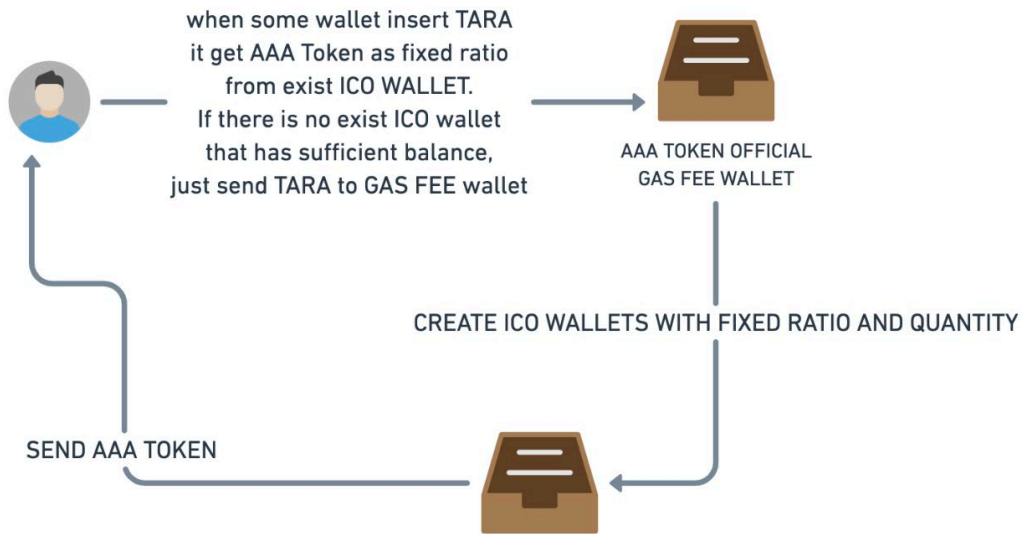 when some wallet insert TARA
it get AAA Token as fixed ratio
from exist ICO WALLET.
If there is no exist ICO wallet
that has sufficient balance,
just send TARA to GAS FEE wallet
AAA TOKEN OFFICIAL
GAS FEE WALLET
CREATE ICO WALLETS WITH FIXED RATIO AND QUANTITY
SEND AAA TOKEN